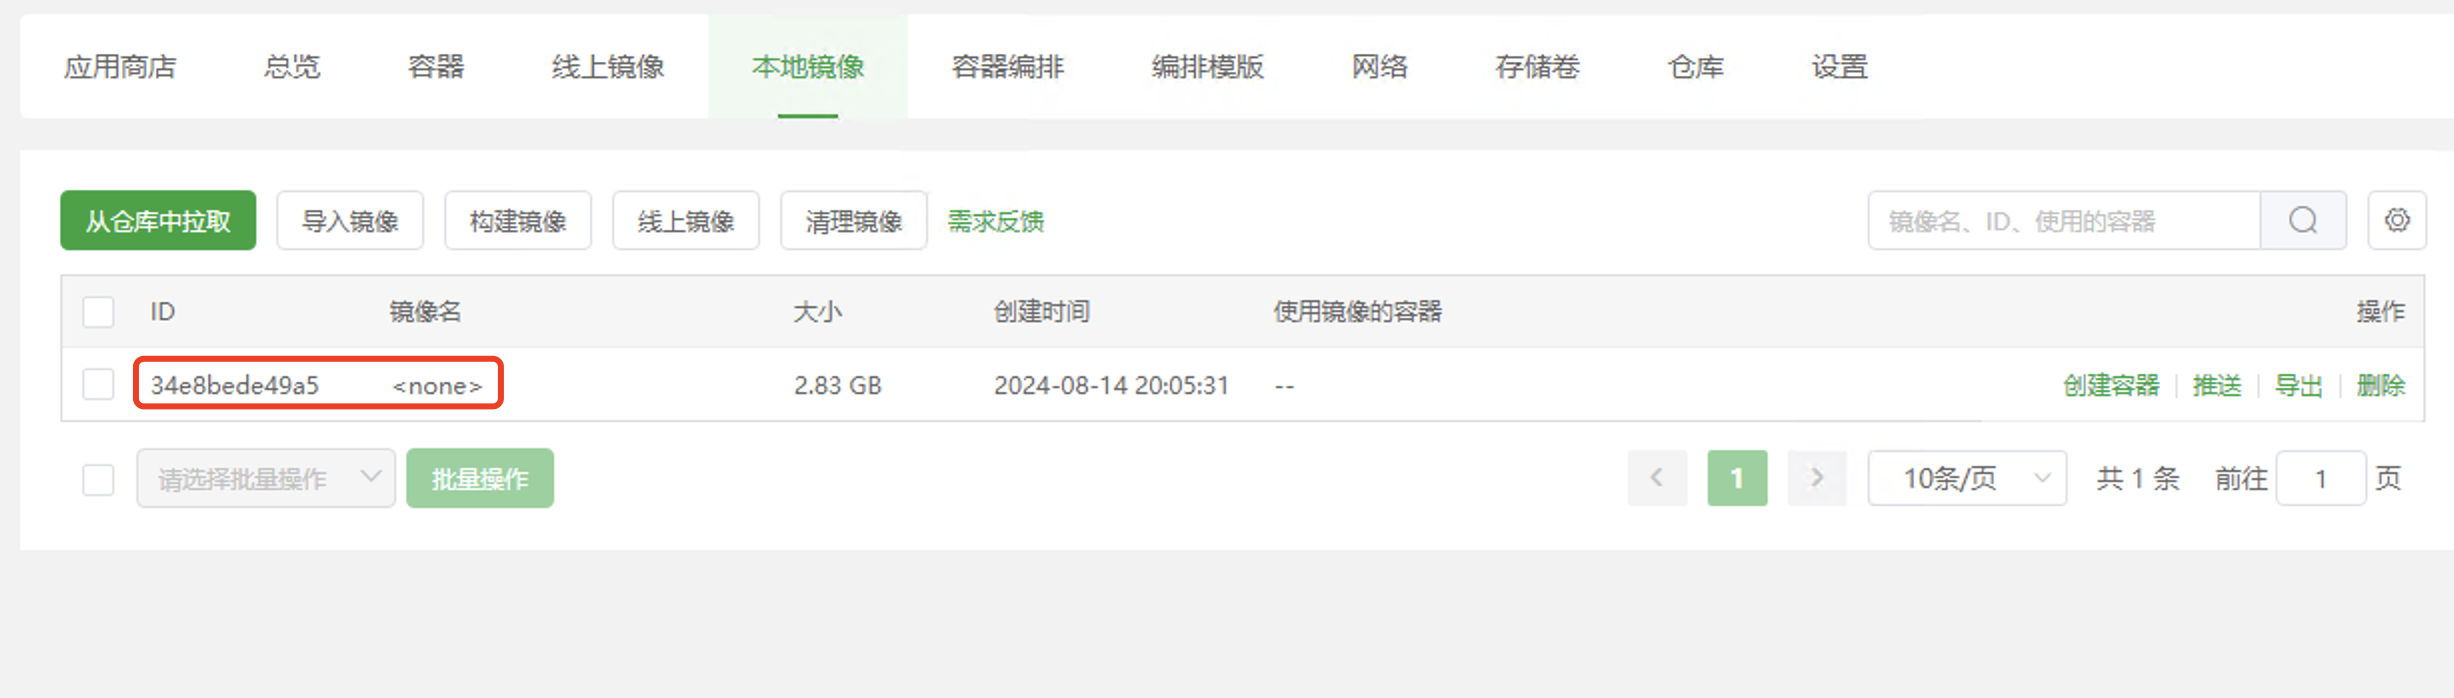 应用商店 总览 容器 线上镜像 本地镜像 容器编排 编排模版 网络 存储卷 仓库 设置
从仓库中拉取 导入镜像 构建镜像 线上镜像 清理镜像 需求反馈 镜像名、ID、使用的容器
ID 镜像名 大小 创建时间 使用镜像的容器 操作
34e8bede49a5 <none> 2.83 GB 2024-08-14 20:05:31 -- 创建容器 | 推送 | 导出 | 删除
请选择批量操作 批量操作 < 1 > 10条/页 共 1 条 前往 1 页